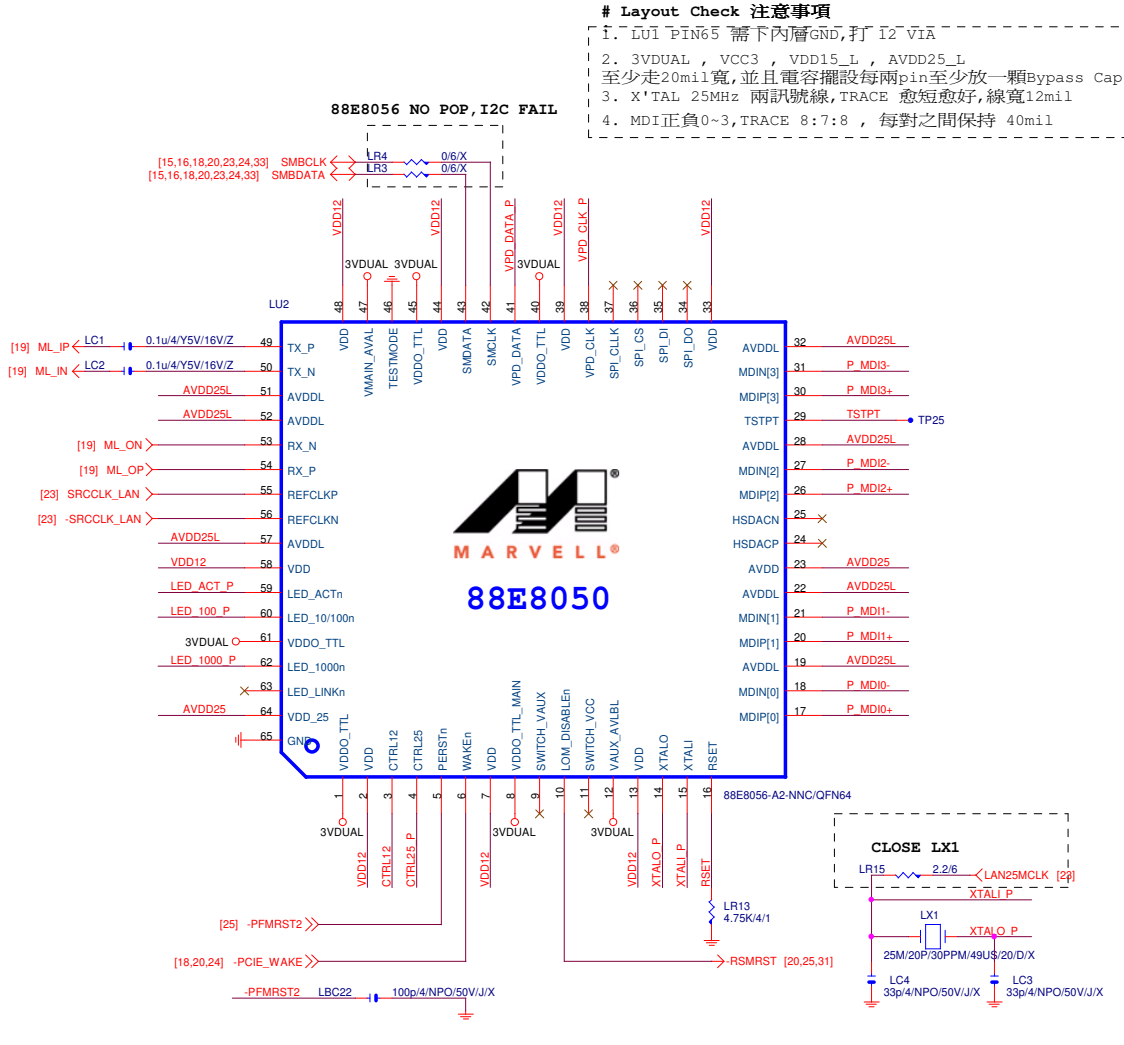 # Layout Check 注意事項
1. LU1 PIN65 需下內層GND,打 12 VIA
2. 3VDUAL , VCC3 , VDD15_L , AVDD25_L
至少走20mil寬,並且電容擺設每兩pin至少放一顆Bypass Cap
3. X'TAL 25MHz 兩訊號線,TRACE 愈短愈好,線寬12mil
4. MDI正負0~3,TRACE 8:7:8 , 每對之間保持 40mil
88E8056 NO POP,I2C FAIL
[15,16,18,20,23,24,33] SMBCLK LR4 0/6/X
[15,16,18,20,23,24,33] SMBDATA LR3 0/6/X
VDD12 VDD12 VPD_DATA_P VDD12 VPD_CLK_P VDD12
3VDUAL 3VDUAL 3VDUAL
LU2
48 47 46 45 44 43 42 41 40 39 38 37 36 35 34 33
VDD VMAIN_AVAL TESTMODE VDDO_TTL VDD SMDATA SMCLK VPD_DATA VDDO_TTL VDD VPD_CLK SPI_CLLK SPI_CS SPI_DI SPI_DO VDD
[19] ML_IP LC1 0.1u/4/Y5V/16V/Z 49 TX_P
[19] ML_IN LC2 0.1u/4/Y5V/16V/Z 50 TX_N
AVDD25L 51 AVDDL
AVDD25L 52 AVDDL
[19] ML_ON 53 RX_N
[19] ML_OP 54 RX_P
[23] SRCCLK_LAN 55 REFCLKP
[23] -SRCCLK_LAN 56 REFCLKN
AVDD25L 57 AVDDL
VDD12 58 VDD
LED_ACT_P 59 LED_ACTn
LED_100_P 60 LED_10/100n
3VDUAL 61 VDDO_TTL
LED_1000_P 62 LED_1000n
63 LED_LINKn
AVDD25 64 VDD_25
65 GND
AVDDL 32 AVDD25L
MDIN[3] 31 P_MDI3-
MDIP[3] 30 P_MDI3+
TSTPT 29 TSTPT TP25
AVDDL 28 AVDD25L
MDIN[2] 27 P_MDI2-
MDIP[2] 26 P_MDI2+
HSDACN 25
HSDACP 24
AVDD 23 AVDD25
AVDDL 22 AVDD25L
MDIN[1] 21 P_MDI1-
MDIP[1] 20 P_MDI1+
AVDDL 19 AVDD25L
MDIN[0] 18 P_MDI0-
MDIP[0] 17 P_MDI0+
MARVELL®
88E8050
VDDO_TTL VDD CTRL12 CTRL25 PERSTn WAKEn VDD VDDO_TTL_MAIN SWITCH_VAUX LOM_DISABLEn SWITCH_VCC VAUX_AVLBL VDD XTALO XTALI RSET
1 2 3 4 5 6 7 8 9 10 11 12 13 14 15 16
88E8056-A2-NNC/QFN64
3VDUAL 3VDUAL 3VDUAL
VDD12 CTRL12 CTRL25_P VDD12 VDD12 XTALO_P XTALI_P RSET
LR13
4.75K/4/1
[25] -PFMRST2
[18,20,24] -PCIE_WAKE
-RSMRST [20,25,31]
-PFMRST2 LBC22 100p/4/NPO/50V/J/X
CLOSE LX1
LR15 2.2/6 LAN25MCLK [23]
XTALI_P
LX1
XTALO_P
25M/20P/30PPM/49US/20/D/X
LC4
33p/4/NPO/50V/J/X
LC3
33p/4/NPO/50V/J/X